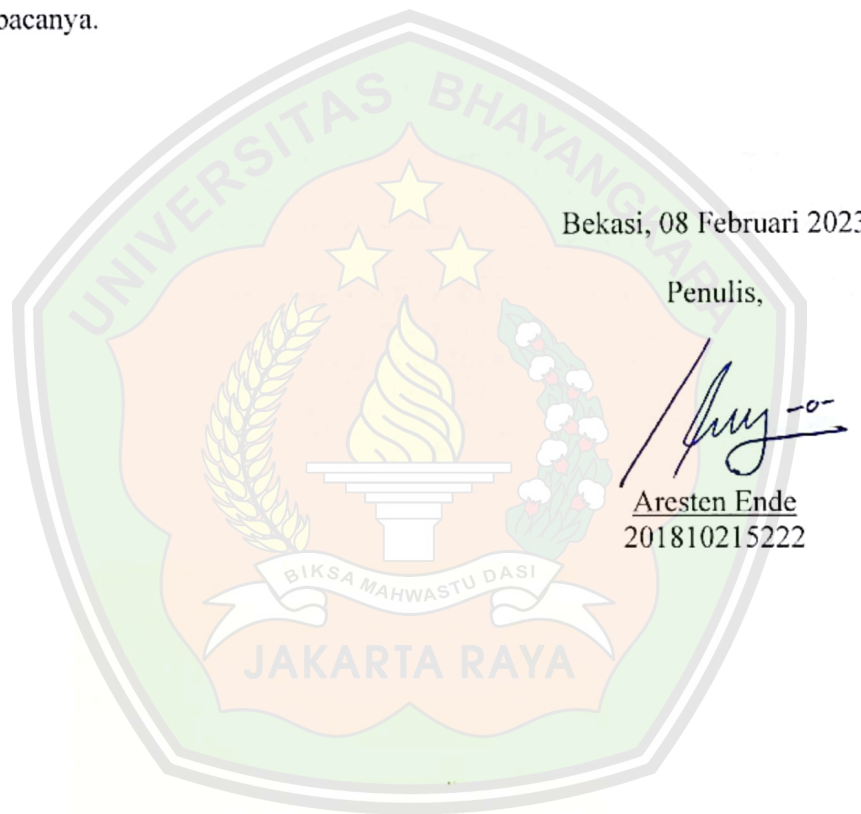 bacanya.
UNIVERSITAS BHAYANGKARA
Bekasi, 08 Februari 2023
Penulis,
Aresten Ende
201810215222
BIKSA MAHWASTU DASI
JAKARTA RAYA